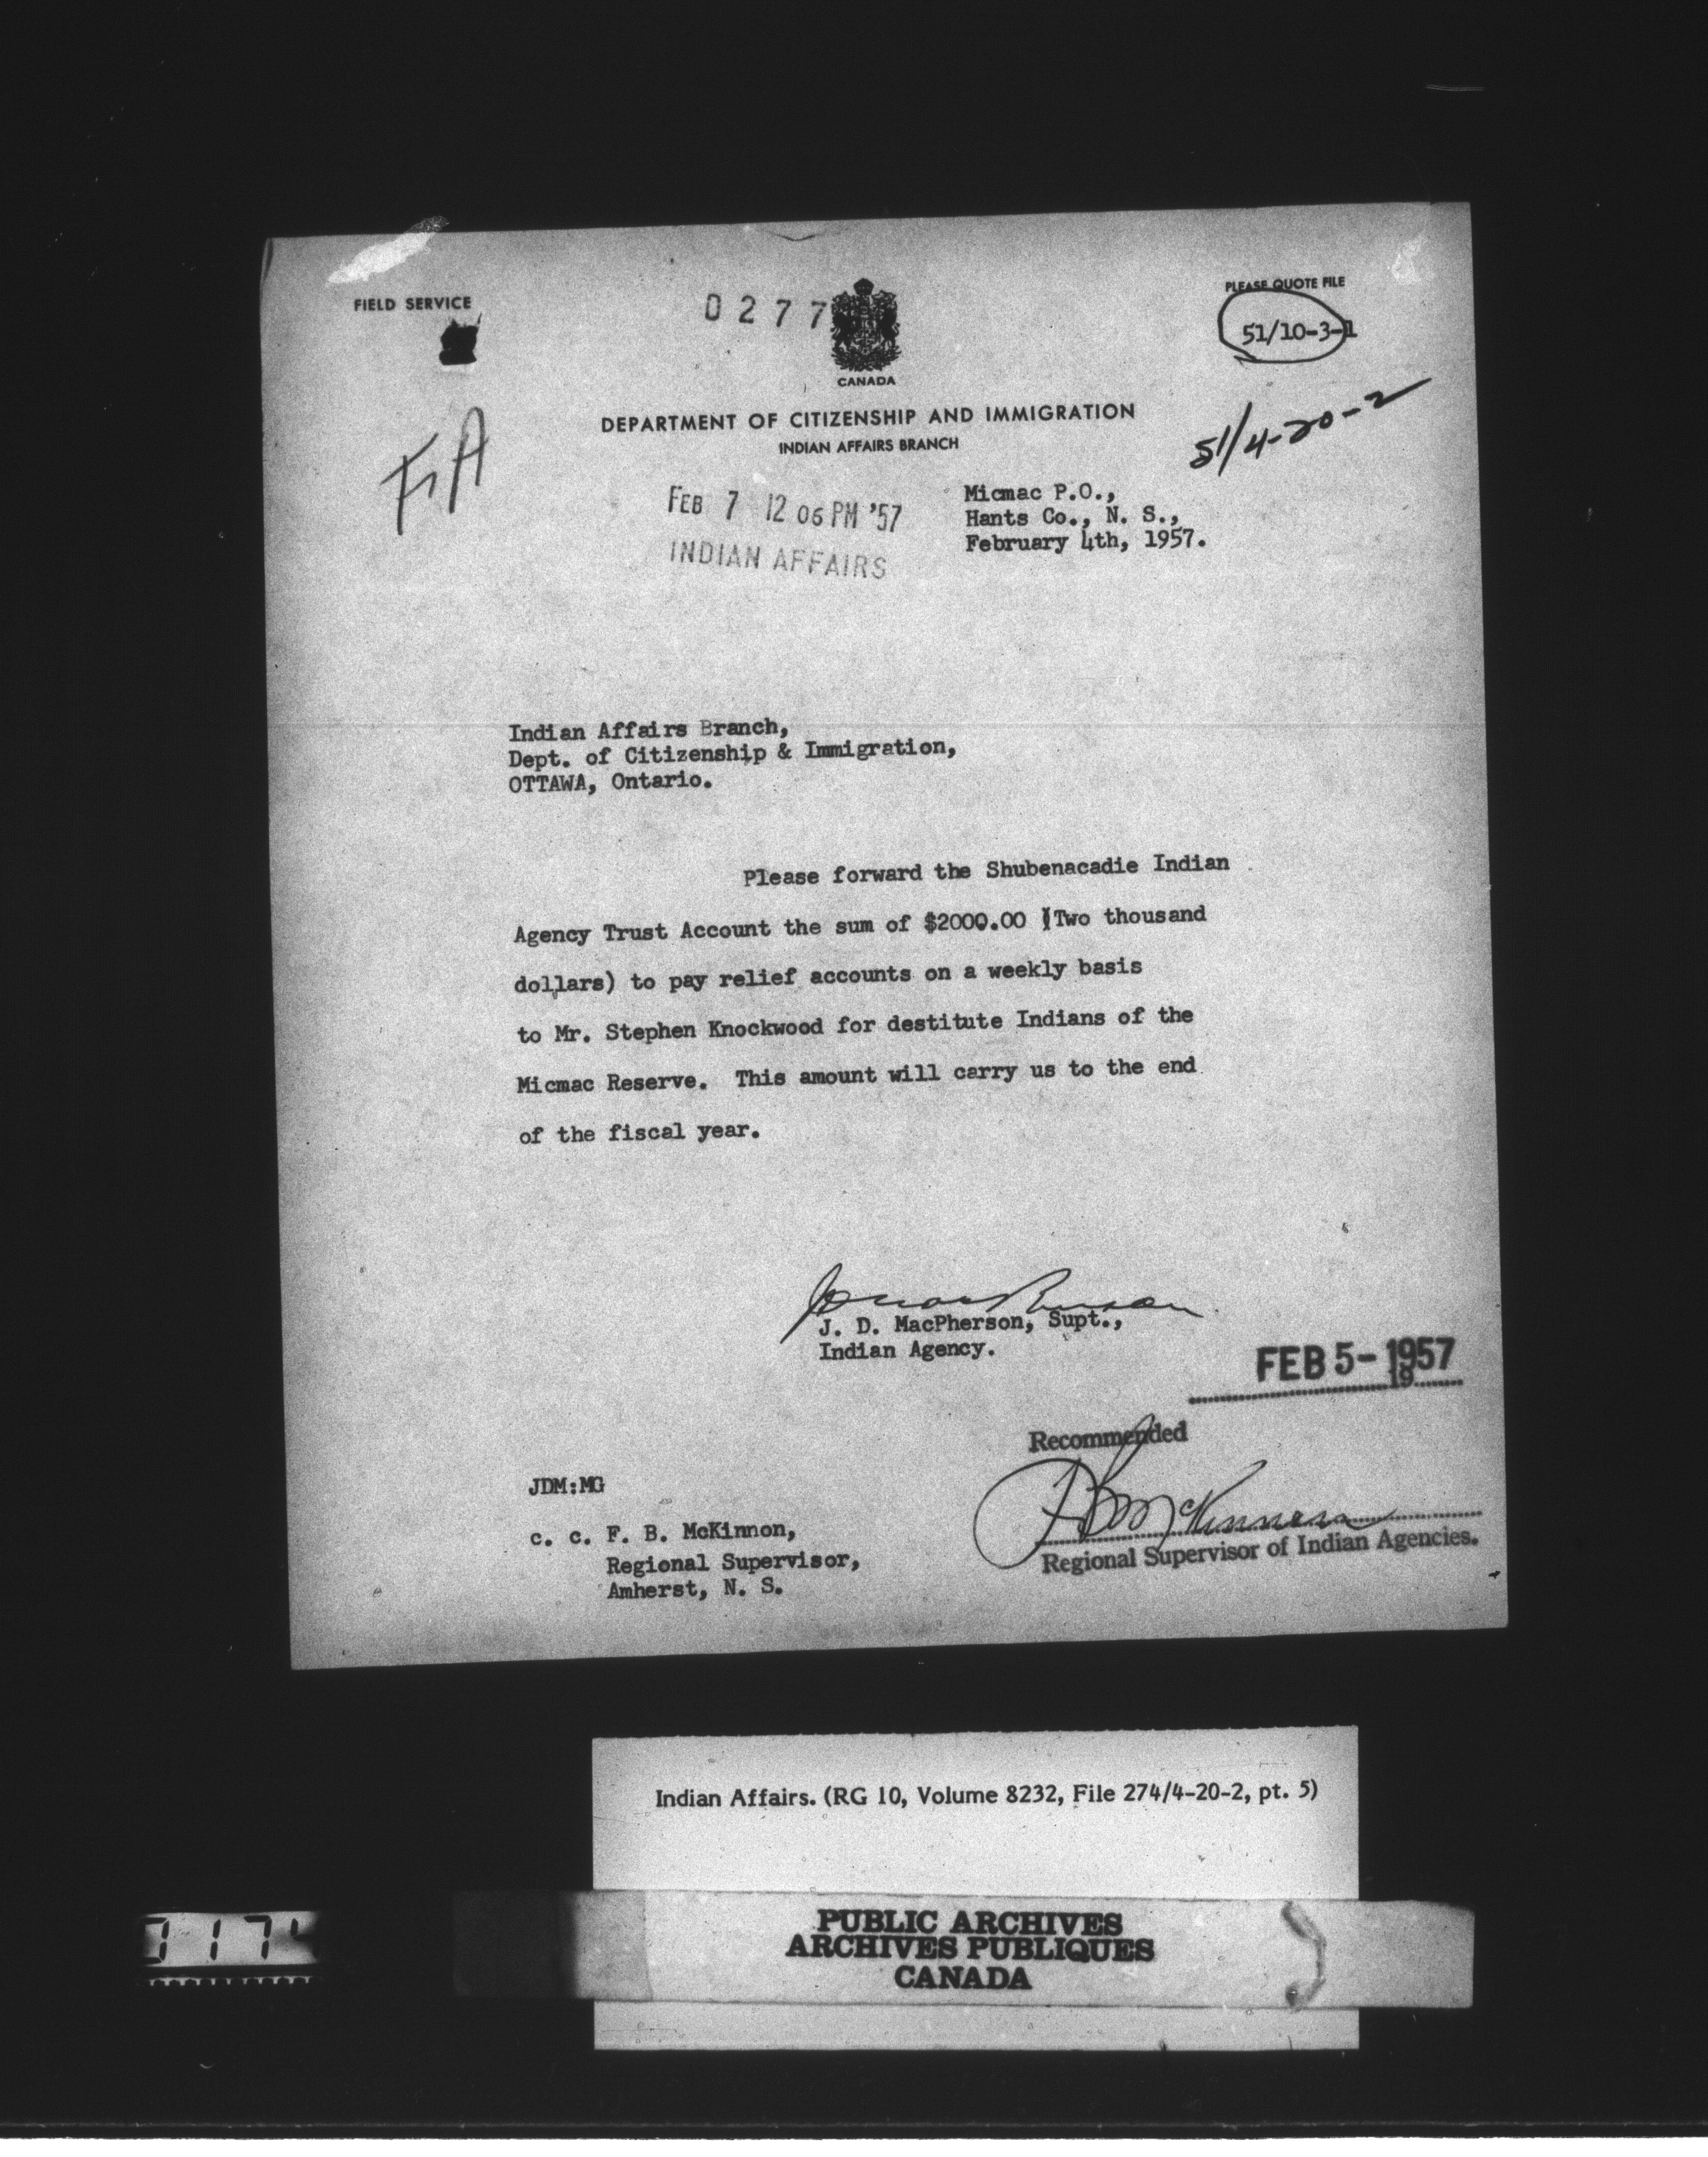 FIELD SERVICE
0 2 7 7
CANADA
PLEASE QUOTE FILE
51/10-3-1
51/4-20-2
DEPARTMENT OF CITIZENSHIP AND IMMIGRATION
INDIAN AFFAIRS BRANCH
FEB 7 12 06 PM '57
INDIAN AFFAIRS
Micmac P.O.,
Hants Co., N. S.,
February 4th, 1957.
Indian Affairs Branch,
Dept. of Citizenship & Immigration,
OTTAWA, Ontario.
Please forward the Shubenacadie Indian
Agency Trust Account the sum of $2000.00 (Two thousand
dollars) to pay relief accounts on a weekly basis
to Mr. Stephen Knockwood for destitute Indians of the
Micmac Reserve. This amount will carry us to the end
of the fiscal year.
J. D. MacPherson, Supt.,
Indian Agency.
FEB 5- 1957
19
Recommended
JDM:MG
c. c. F. B. McKinnon,
Regional Supervisor,
Amherst, N. S.
F B McKinnon
Regional Supervisor of Indian Agencies.
Indian Affairs. (RG 10, Volume 8232, File 274/4-20-2, pt. 5)
PUBLIC ARCHIVES
ARCHIVES PUBLIQUES
CANADA